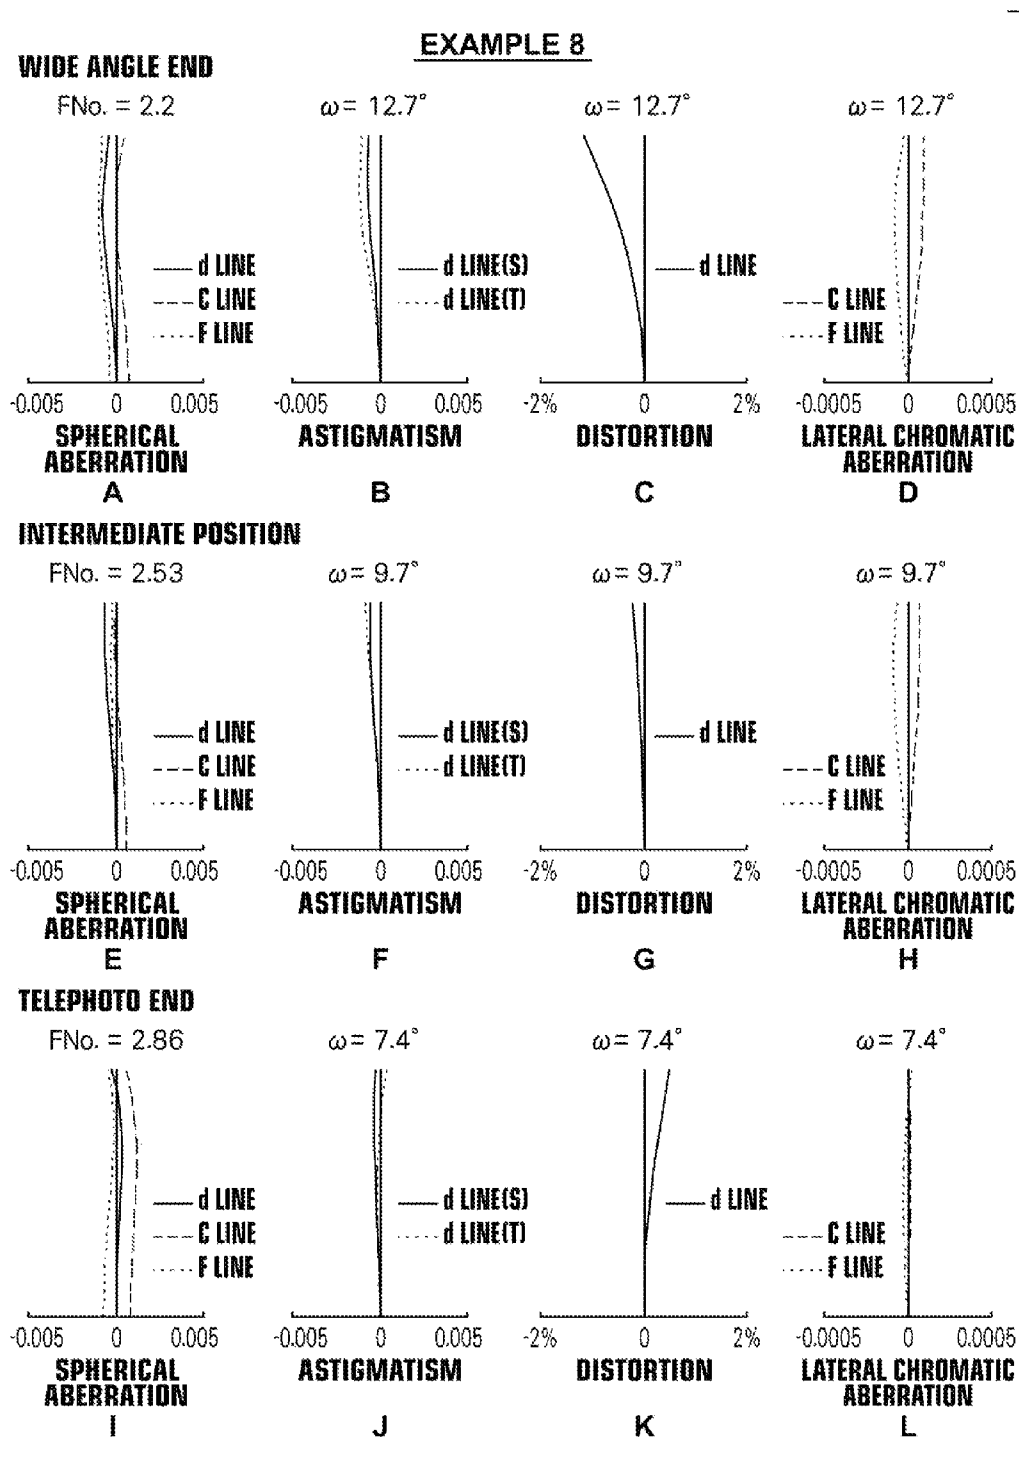 EXAMPLE 8
WIDE ANGLE END
FNo. = 2.2
ω= 12.7°
ω= 12.7°
ω= 12.7°
d LINE
C LINE
F LINE
d LINE(S)
d LINE(T)
d LINE
C LINE
F LINE
-0.005 0 0.005
-0.005 0 0.005
-2% 0 2%
-0.0005 0 0.0005
SPHERICAL
ABERRATION
ASTIGMATISM
DISTORTION
LATERAL CHROMATIC
ABERRATION
A
B
C
D
INTERMEDIATE POSITION
FNo. = 2.53
ω= 9.7°
ω= 9.7°
ω= 9.7°
d LINE
C LINE
F LINE
d LINE(S)
d LINE(T)
d LINE
C LINE
F LINE
-0.005 0 0.005
-0.005 0 0.005
-2% 0 2%
-0.0005 0 0.0005
SPHERICAL
ABERRATION
ASTIGMATISM
DISTORTION
LATERAL CHROMATIC
ABERRATION
E
F
G
H
TELEPHOTO END
FNo. = 2.86
ω= 7.4°
ω= 7.4°
ω= 7.4°
d LINE
C LINE
F LINE
d LINE(S)
d LINE(T)
d LINE
C LINE
F LINE
-0.005 0 0.005
-0.005 0 0.005
-2% 0 2%
-0.0005 0 0.0005
SPHERICAL
ABERRATION
ASTIGMATISM
DISTORTION
LATERAL CHROMATIC
ABERRATION
I
J
K
L